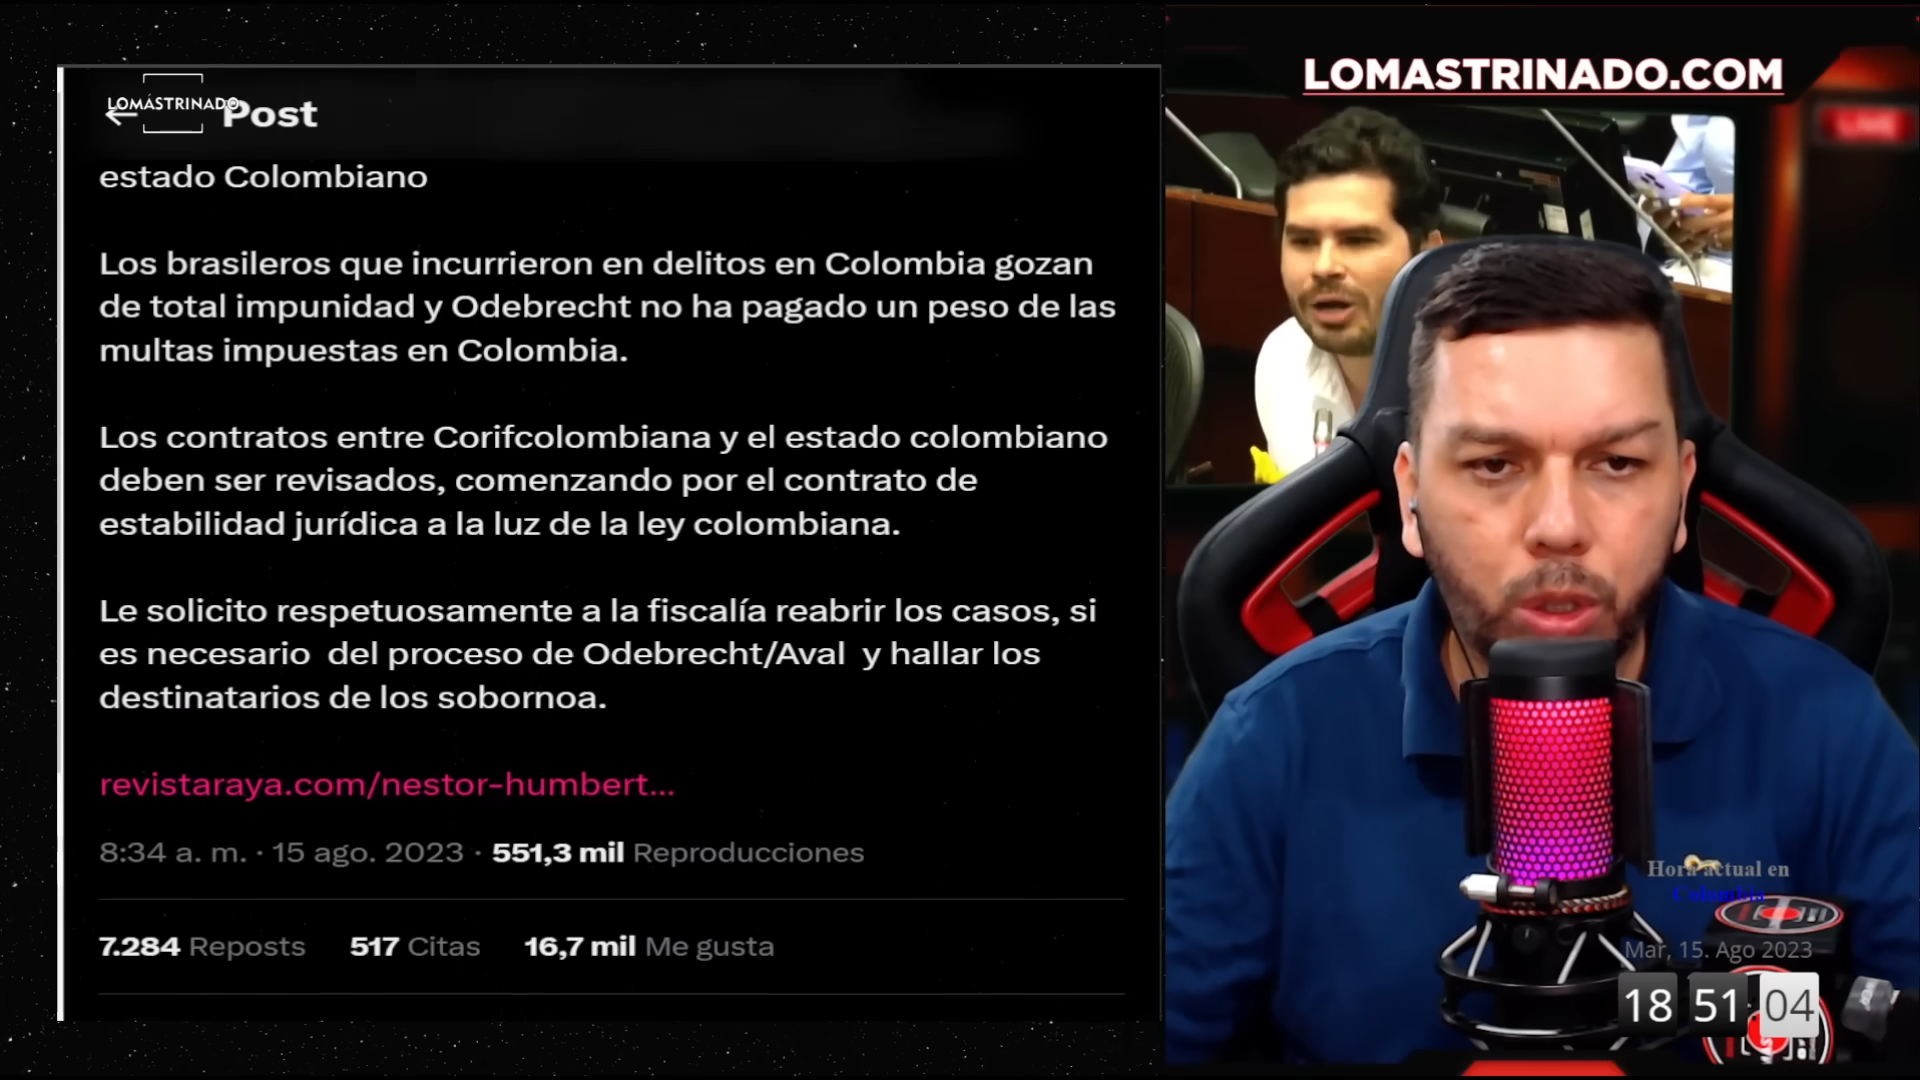 LOMÁSTRINADO
Post
estado Colombiano
Los brasileros que incurrieron en delitos en Colombia gozan
de total impunidad y Odebrecht no ha pagado un peso de las
multas impuestas en Colombia.
Los contratos entre Corifcolombiana y el estado colombiano
deben ser revisados, comenzando por el contrato de
estabilidad jurídica a la luz de la ley colombiana.
Le solicito respetuosamente a la fiscalía reabrir los casos, si
es necesario  del proceso de Odebrecht/Aval  y hallar los
destinatarios de los sobornoa.
revistaraya.com/nestor-humbert...
8:34 a. m. · 15 ago. 2023 · 551,3 mil Reproducciones
7.284 Reposts 517 Citas 16,7 mil Me gusta
LOMASTRINADO.COM
LIVE
Hora actual en
Colombia
Mar, 15. Ago 2023
18 51 04